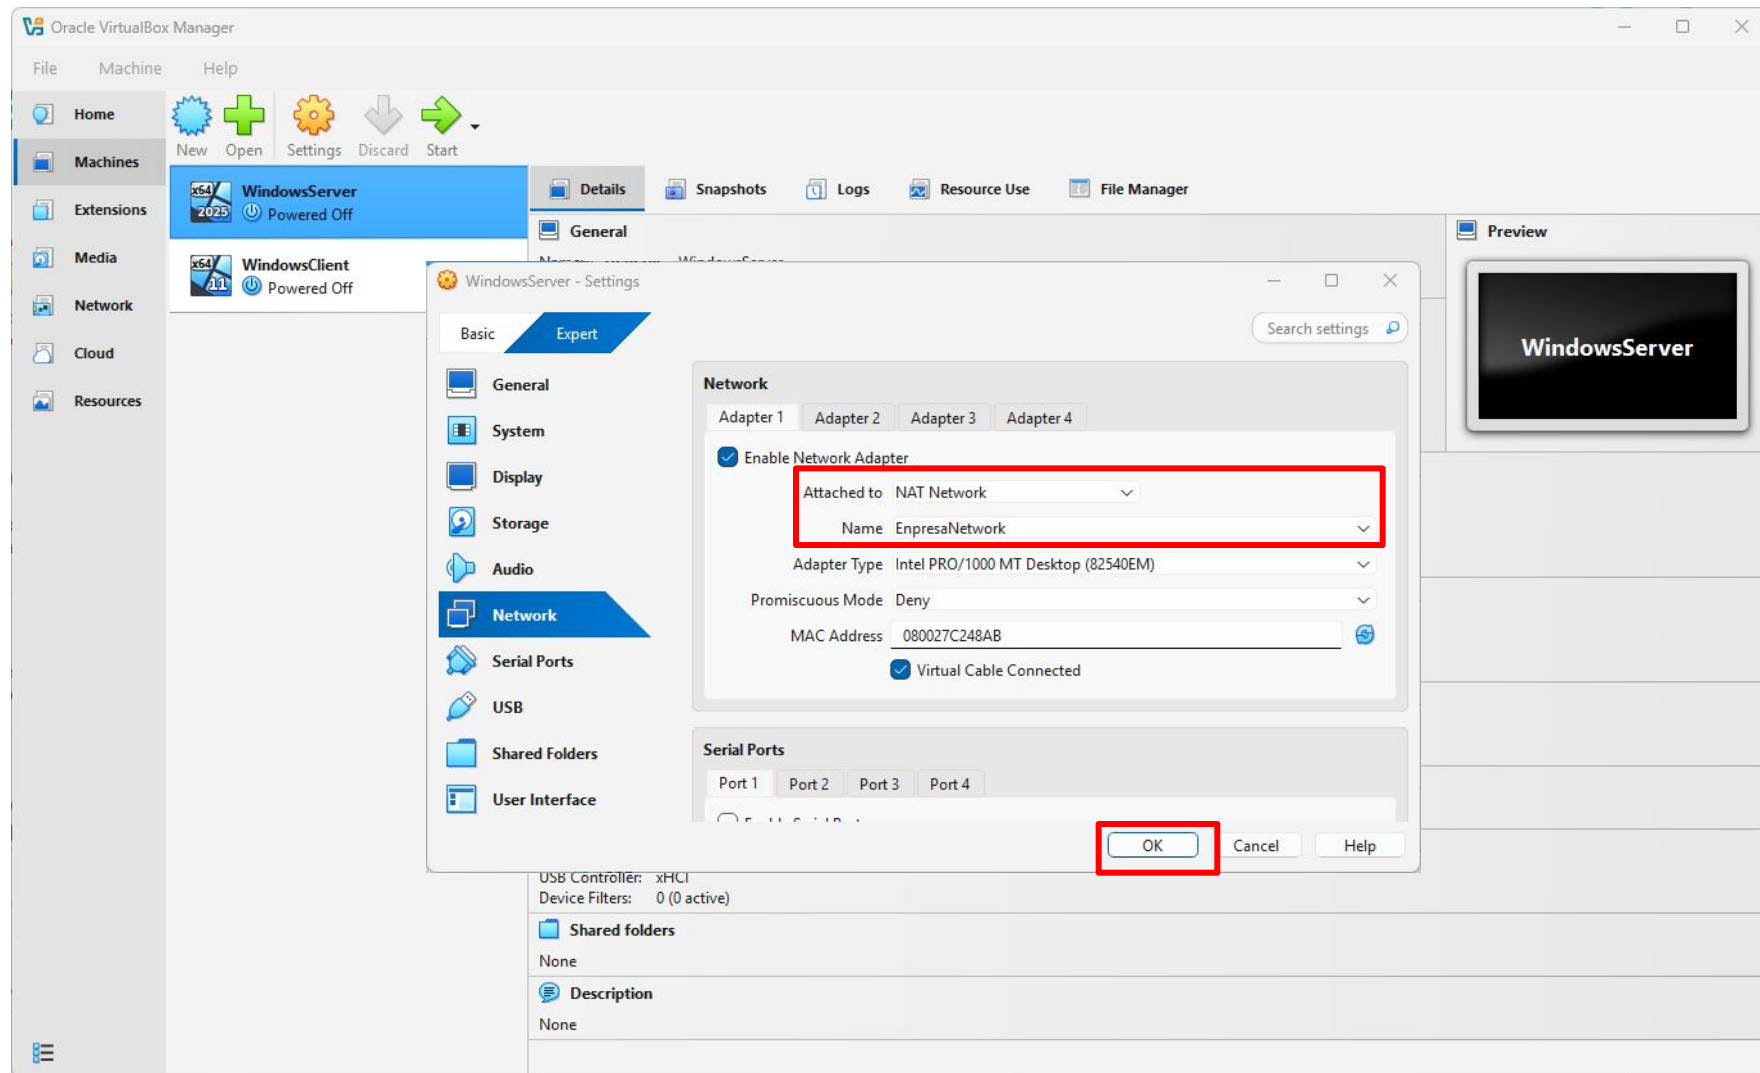 Oracle VirtualBox Manager
File Machine Help
Home
Machines
Extensions
Media
Network
Cloud
Resources
New Open Settings Discard Start
x64 2025 WindowsServer
Powered Off
x64 11 WindowsClient
Powered Off
Details Snapshots Logs Resource Use File Manager
General
WindowsServer
Preview
WindowsServer
WindowsServer - Settings
Basic Expert
Search settings
General
System
Display
Storage
Audio
Network
Serial Ports
USB
Shared Folders
User Interface
Network
Adapter 1 Adapter 2 Adapter 3 Adapter 4
Enable Network Adapter
Attached to NAT Network
Name EnpresaNetwork
Adapter Type Intel PRO/1000 MT Desktop (82540EM)
Promiscuous Mode Deny
MAC Address 080027C248AB
Virtual Cable Connected
Serial Ports
Port 1 Port 2 Port 3 Port 4
OK Cancel Help
USB Controller: xHCI
Device Filters: 0 (0 active)
Shared folders
None
Description
None